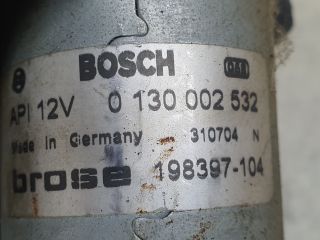 BOSCH
API 12V 0 130 002 532
Made in Germany 310704 N
brose 198397-104